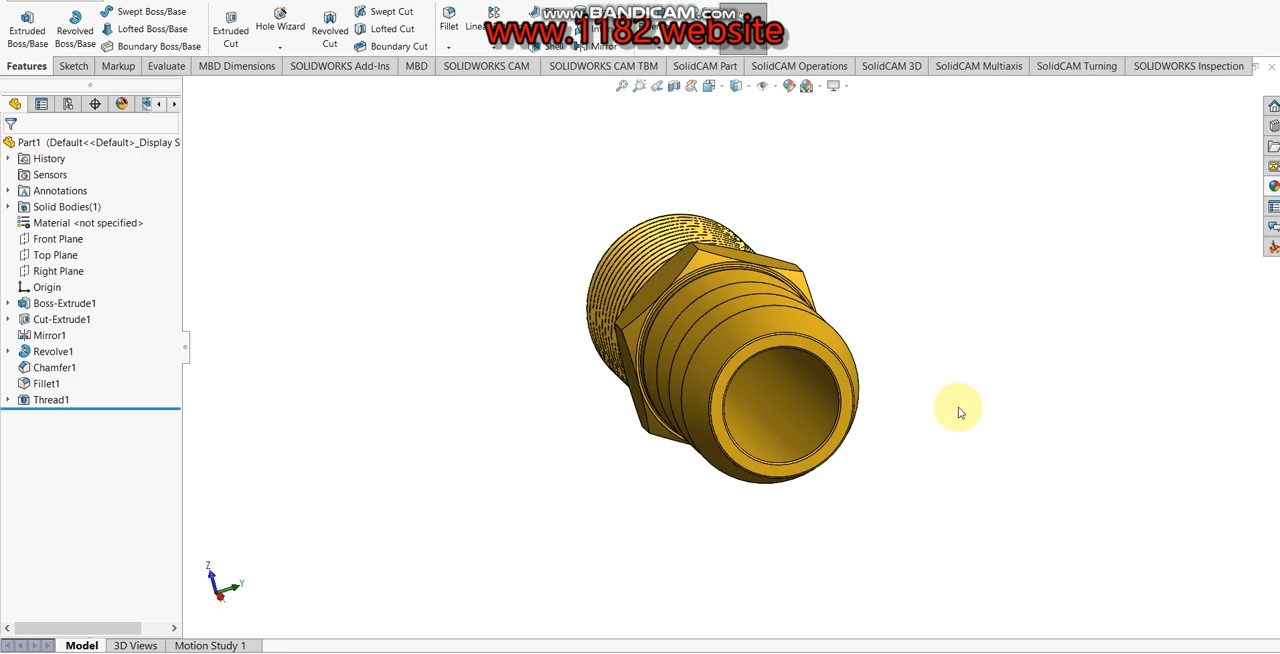 www.BANDICAM.com
www.1182.website
Extruded Boss/Base
Revolved Boss/Base
Swept Boss/Base
Lofted Boss/Base
Boundary Boss/Base
Extruded Cut
Hole Wizard
Revolved Cut
Swept Cut
Lofted Cut
Boundary Cut
Fillet
Mirror
Features Sketch Markup Evaluate MBD Dimensions SOLIDWORKS Add-Ins MBD SOLIDWORKS CAM SOLIDWORKS CAM TBM SolidCAM Part SolidCAM Operations SolidCAM 3D SolidCAM Multiaxis SolidCAM Turning SOLIDWORKS Inspection
Part1 (Default<<Default>_Display S
History
Sensors
Annotations
Solid Bodies(1)
Material <not specified>
Front Plane
Top Plane
Right Plane
Origin
Boss-Extrude1
Cut-Extrude1
Mirror1
Revolve1
Chamfer1
Fillet1
Thread1
Z
Y
Model 3D Views Motion Study 1